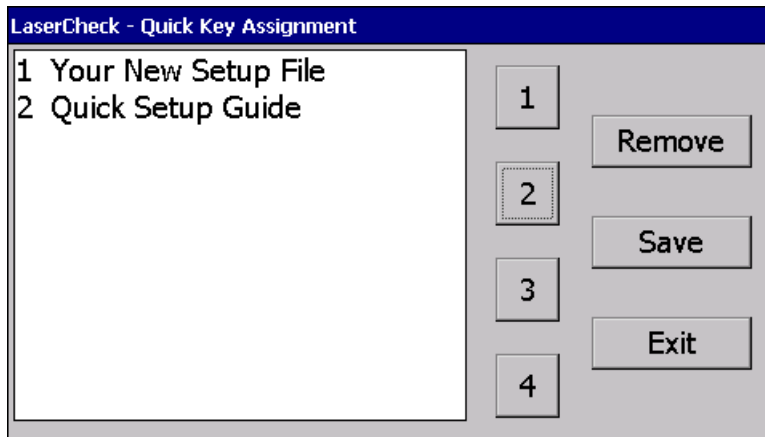 LaserCheck - Quick Key Assignment
1 Your New Setup File
2 Quick Setup Guide
1
2
3
4
Remove
Save
Exit